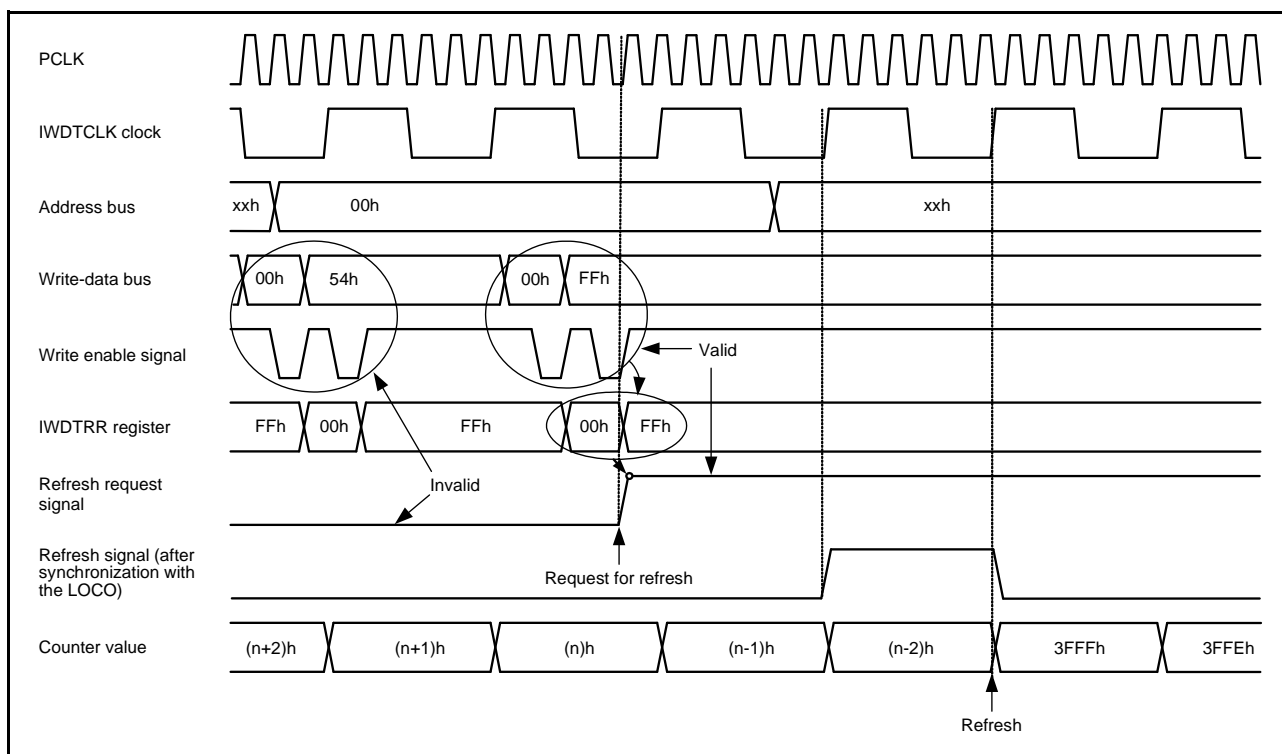 PCLK
IWDTCLK clock
Address bus
xxh
00h
xxh
Write-data bus
00h
54h
00h
FFh
Write enable signal
Valid
IWDTRR register
FFh
00h
FFh
00h
FFh
Refresh request
signal
Invalid
Refresh signal (after
synchronization with
the LOCO)
Request for refresh
Counter value
(n+2)h
(n+1)h
(n)h
(n-1)h
(n-2)h
3FFFh
3FFEh
Refresh